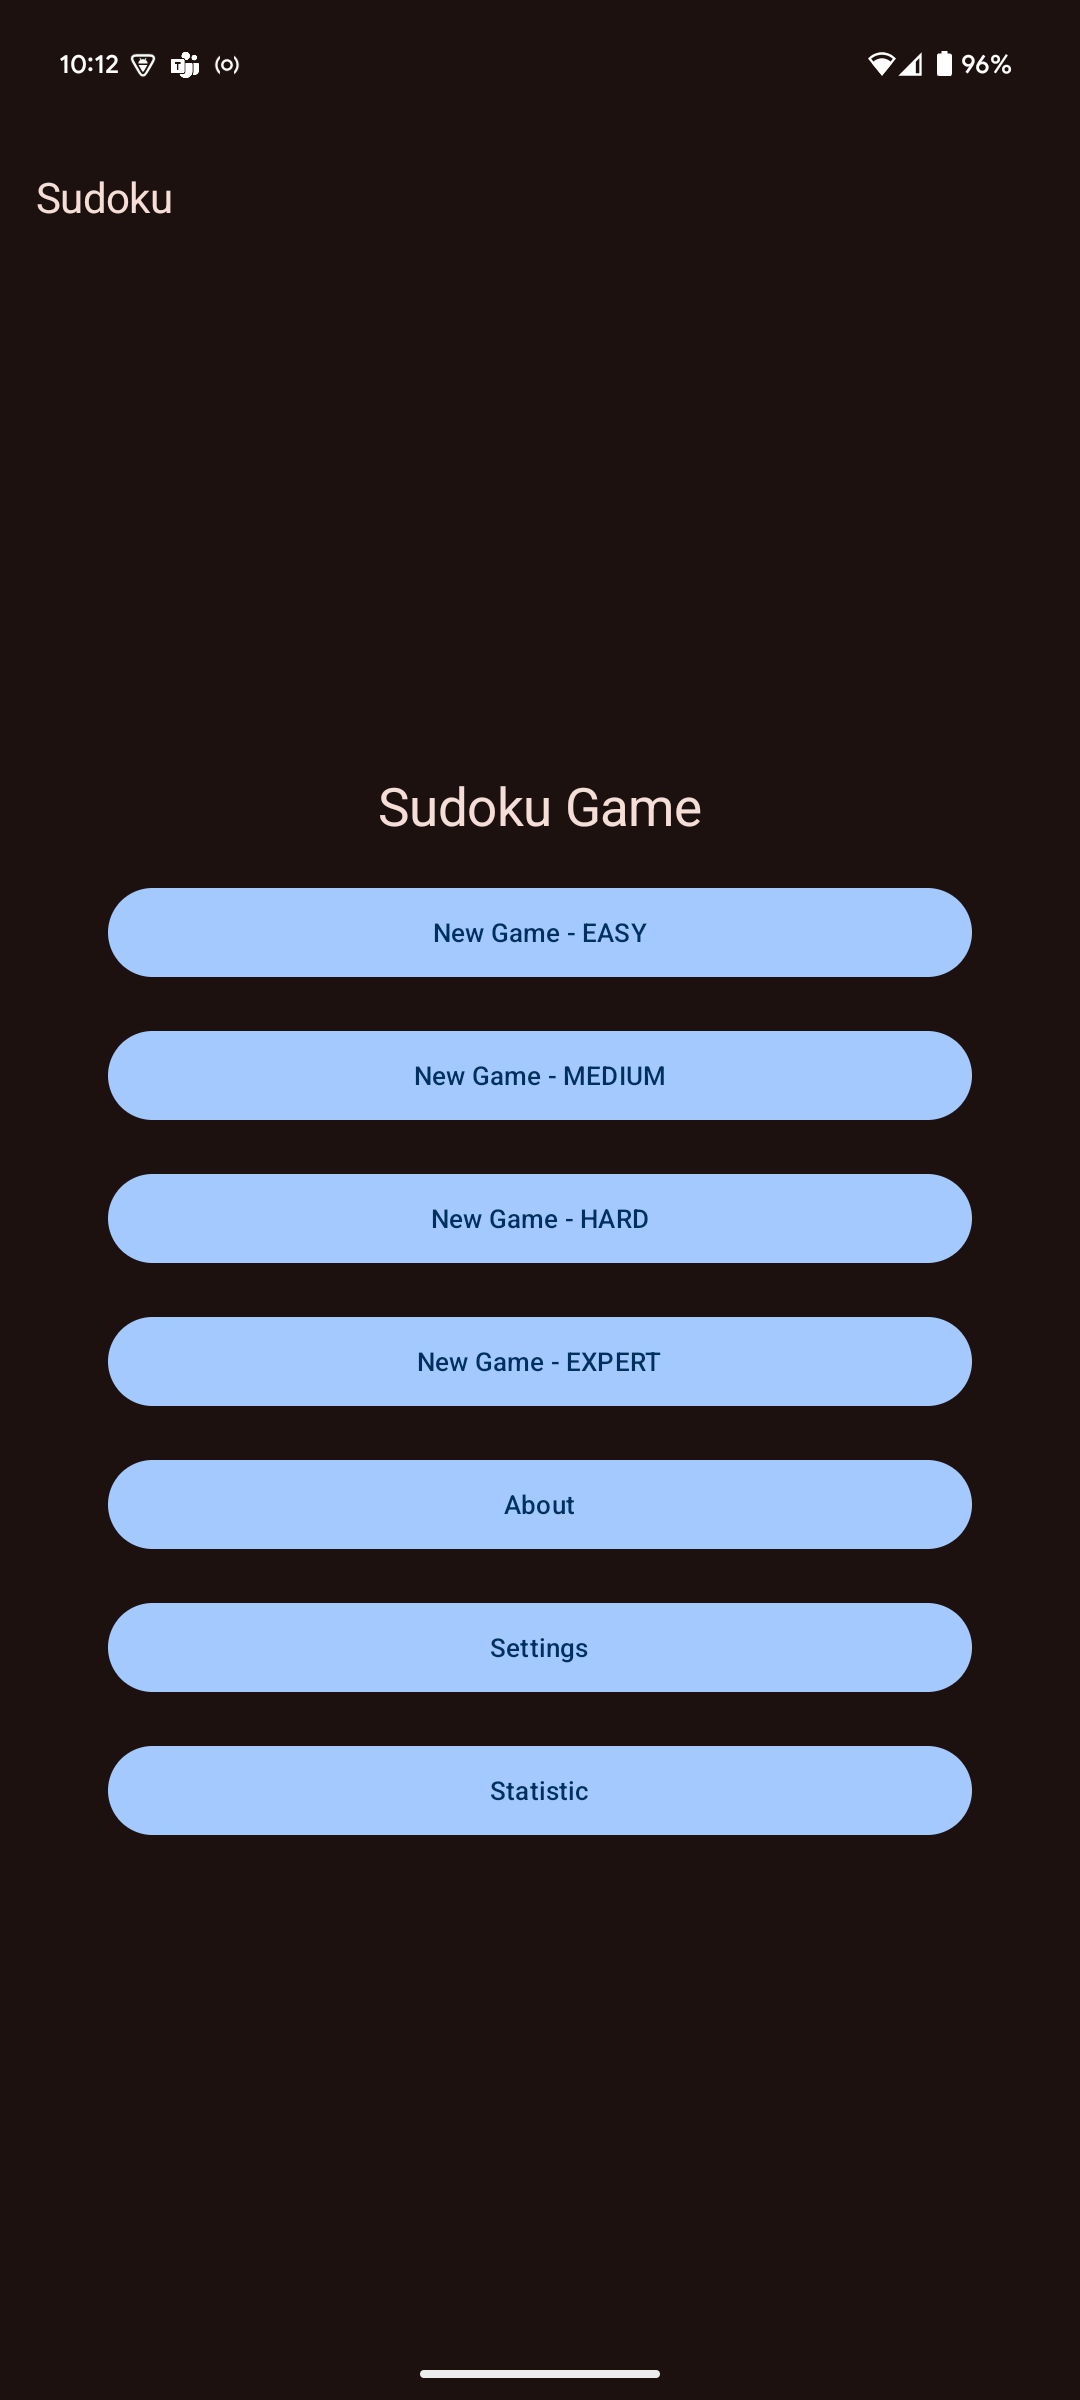 10:12
96%
Sudoku
Sudoku Game
New Game - EASY
New Game - MEDIUM
New Game - HARD
New Game - EXPERT
About
Settings
Statistic